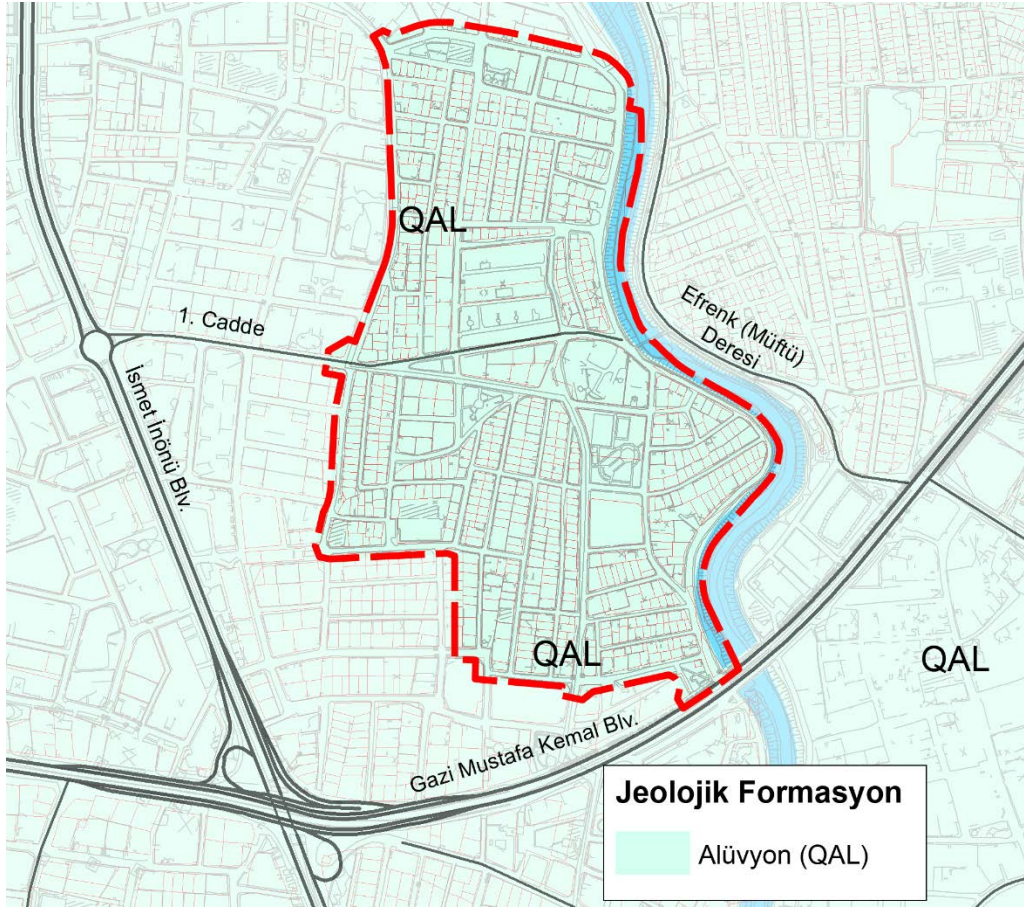 QAL
1. Cadde
Efrenk (Müftü)
Deresi
İsmet İnönü Blv.
QAL
QAL
Gazi Mustafa Kemal Blv.
Jeolojik Formasyon
Alüvyon (QAL)